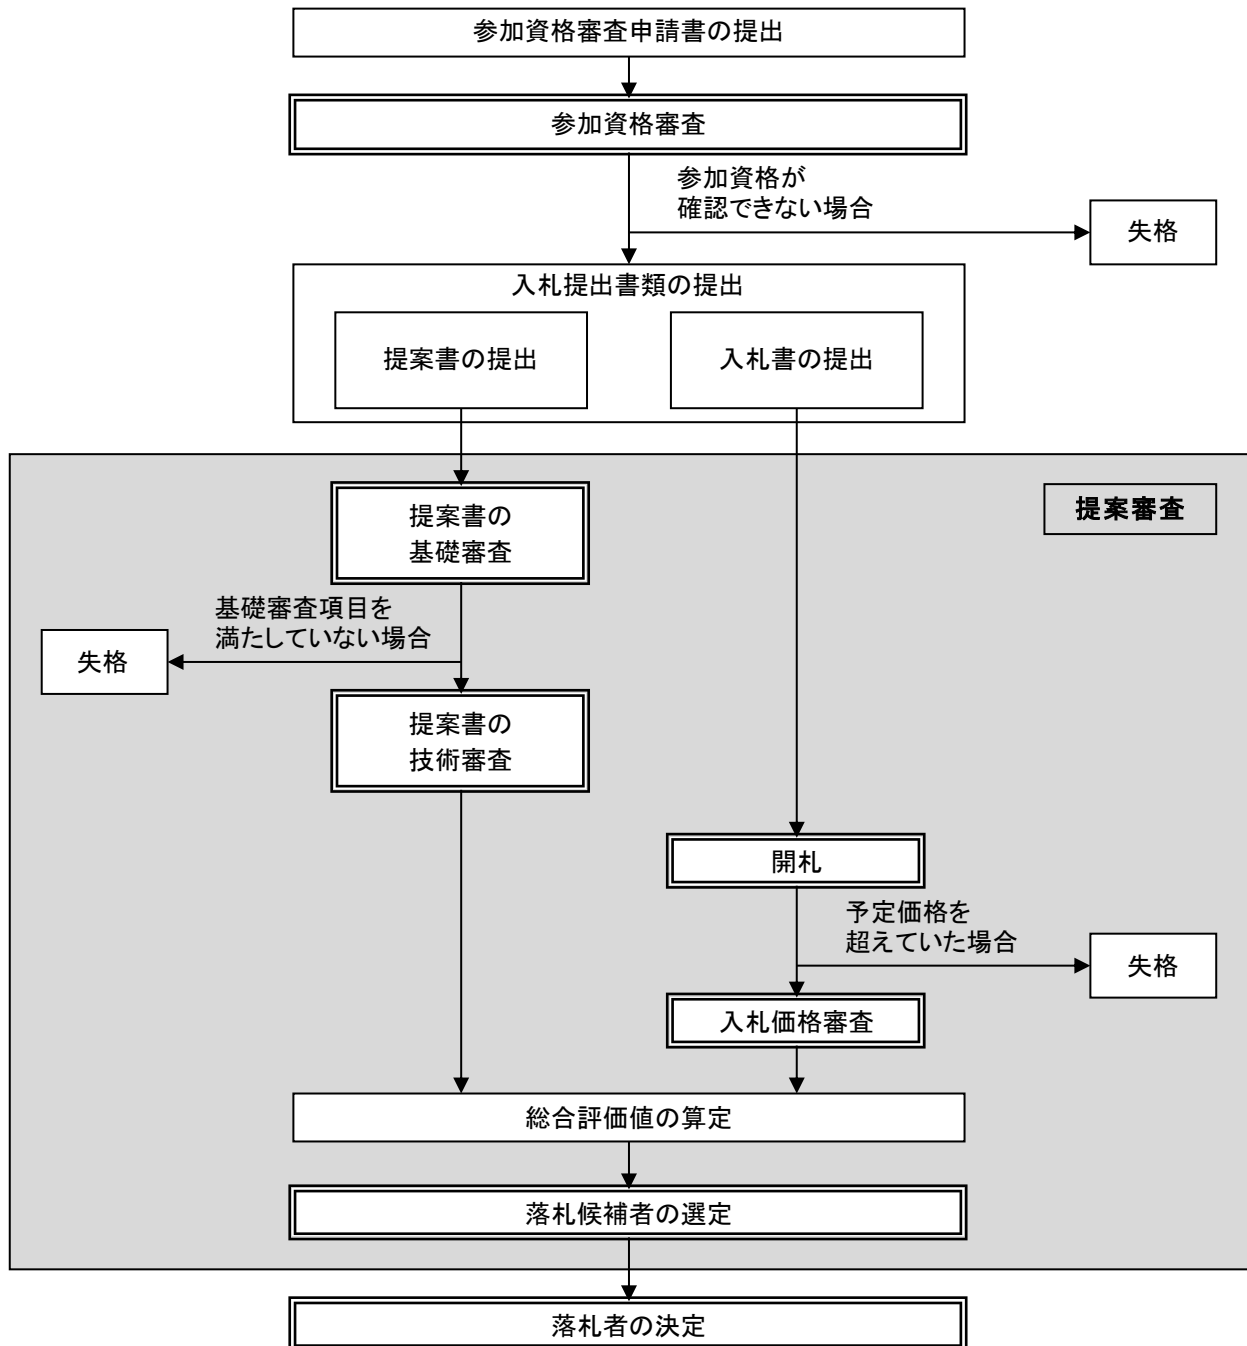 参加資格審査申請書の提出
参加資格審査
参加資格が
確認できない場合
失格
入札提出書類の提出
提案書の提出
入札書の提出
提案審査
提案書の
基礎審査
基礎審査項目を
満たしていない場合
失格
提案書の
技術審査
開札
予定価格を
超えていた場合
失格
入札価格審査
総合評価値の算定
落札候補者の選定
落札者の決定